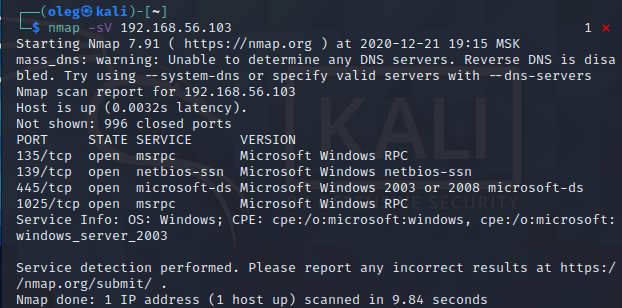 ┌──(oleg㉿kali)-[~]
└─$ nmap -sV 192.168.56.103 1 ⨯
Starting Nmap 7.91 ( https://nmap.org ) at 2020-12-21 19:15 MSK
mass_dns: warning: Unable to determine any DNS servers. Reverse DNS is disa
bled. Try using --system-dns or specify valid servers with --dns-servers
Nmap scan report for 192.168.56.103
Host is up (0.0032s latency).
Not shown: 996 closed ports
PORT     STATE SERVICE      VERSION
135/tcp  open  msrpc        Microsoft Windows RPC
139/tcp  open  netbios-ssn  Microsoft Windows netbios-ssn
445/tcp  open  microsoft-ds Microsoft Windows 2003 or 2008 microsoft-ds
1025/tcp open  msrpc        Microsoft Windows RPC
Service Info: OS: Windows; CPE: cpe:/o:microsoft:windows, cpe:/o:microsoft:
windows_server_2003

Service detection performed. Please report any incorrect results at https:/
/nmap.org/submit/ .
Nmap done: 1 IP address (1 host up) scanned in 9.84 seconds
KALI
SECURITY